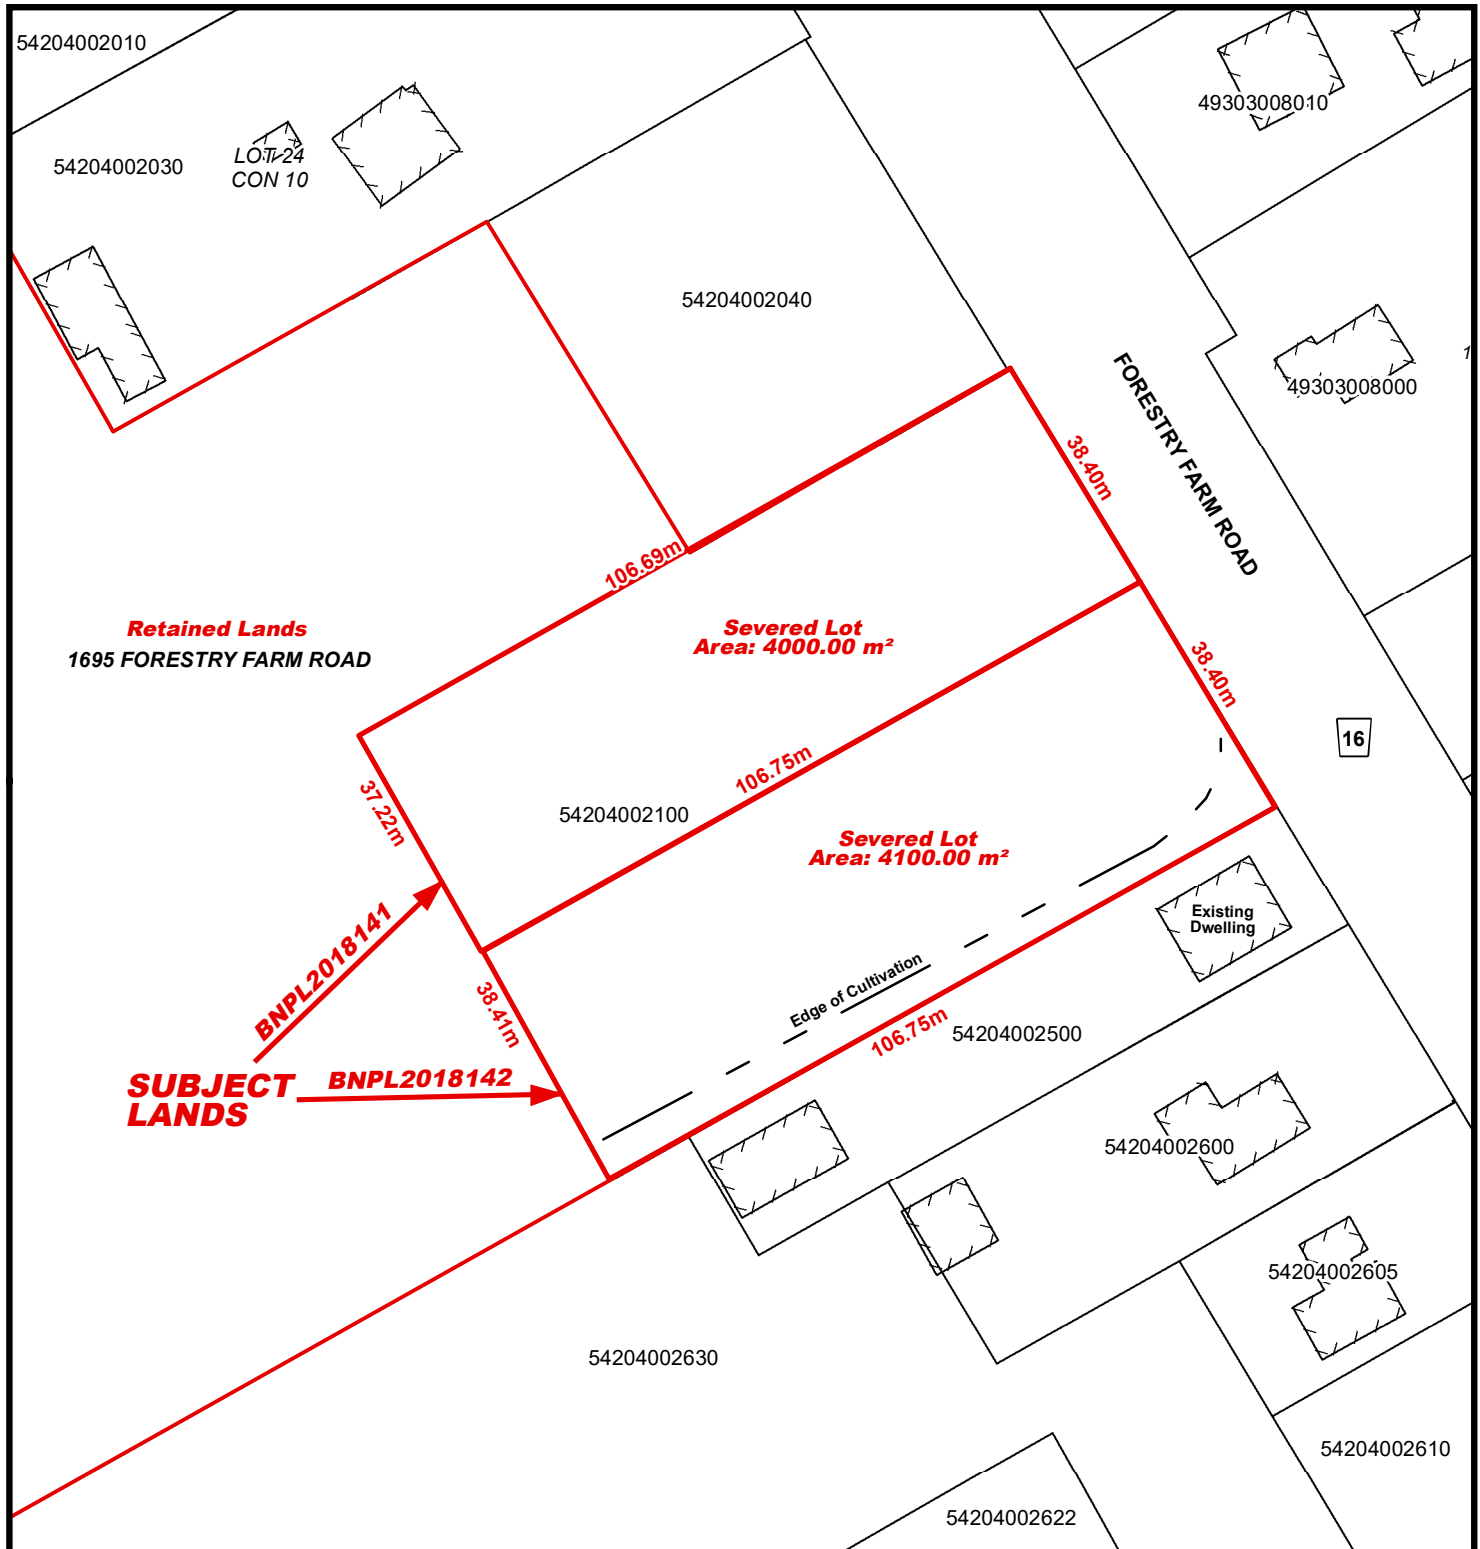 54204002010
49303008010
LOT 24
CON 10
54204002030
54204002040
49303008000
FORESTRY FARM ROAD
38.40m
106.69m
Retained Lands
1695 FORESTRY FARM ROAD
Severed Lot
Area: 4000.00 m²
38.40m
16
106.75m
37.22m
54204002100
Severed Lot
Area: 4100.00 m²
Existing
Dwelling
BNPL2018141
Edge of Cultivation
38.41m
106.75m
54204002500
SUBJECT
LANDS
BNPL2018142
54204002600
54204002605
54204002630
54204002610
54204002622